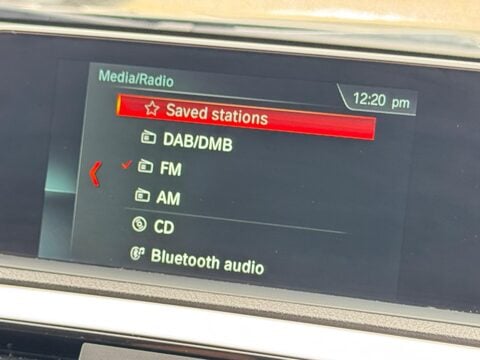 Media/Radio
12:20 pm
Saved stations
DAB/DMB
FM
AM
CD
Bluetooth audio